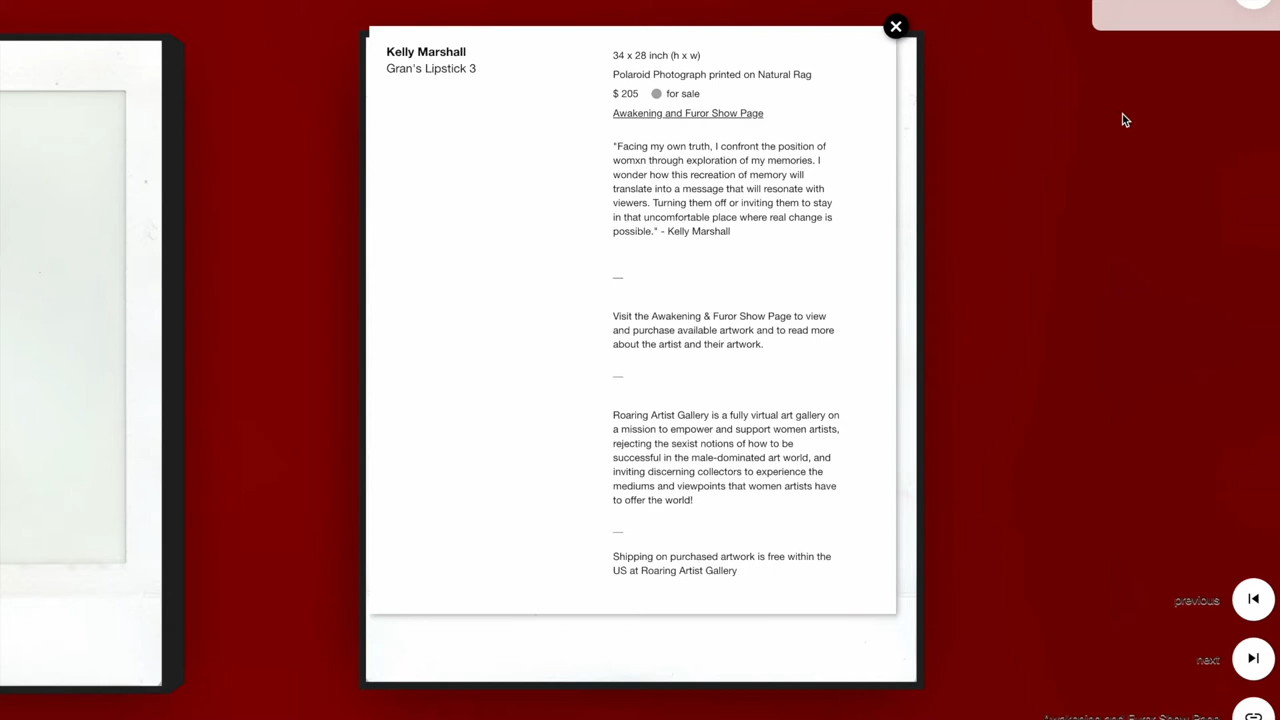 Kelly Marshall
Gran's Lipstick 3
34 x 28 inch (h x w)
Polaroid Photograph printed on Natural Rag
$ 205 for sale
Awakening and Furor Show Page
"Facing my own truth, I confront the position of
womxn through exploration of my memories. I
wonder how this recreation of memory will
translate into a message that will resonate with
viewers. Turning them off or inviting them to stay
in that uncomfortable place where real change is
possible." - Kelly Marshall
—
Visit the Awakening & Furor Show Page to view
and purchase available artwork and to read more
about the artist and their artwork.
—
Roaring Artist Gallery is a fully virtual art gallery on
a mission to empower and support women artists,
rejecting the sexist notions of how to be
successful in the male-dominated art world, and
inviting discerning collectors to experience the
mediums and viewpoints that women artists have
to offer the world!
—
Shipping on purchased artwork is free within the
US at Roaring Artist Gallery
previous
next
Awakening and Furor Show Page